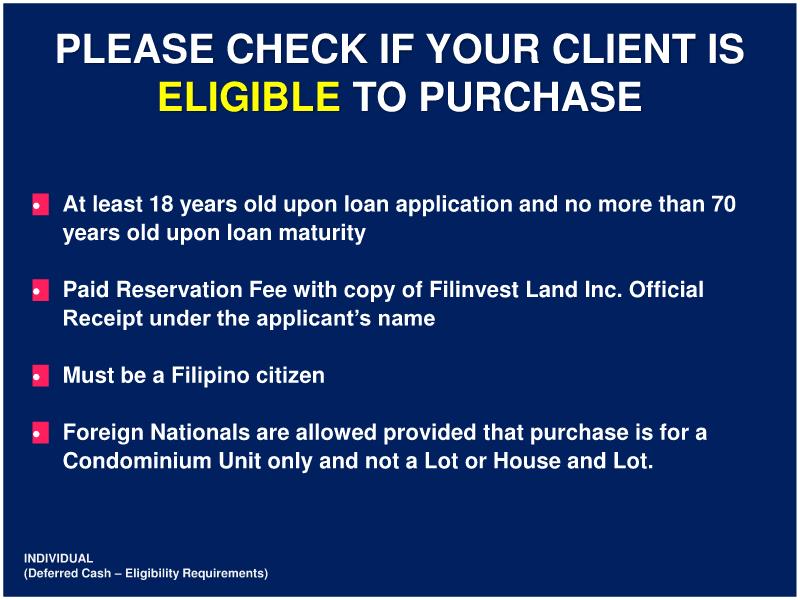 PLEASE CHECK IF YOUR CLIENT IS
ELIGIBLE TO PURCHASE
• At least 18 years old upon loan application and no more than 70
years old upon loan maturity
• Paid Reservation Fee with copy of Filinvest Land Inc. Official
Receipt under the applicant’s name
• Must be a Filipino citizen
• Foreign Nationals are allowed provided that purchase is for a
Condominium Unit only and not a Lot or House and Lot.
INDIVIDUAL
(Deferred Cash – Eligibility Requirements)